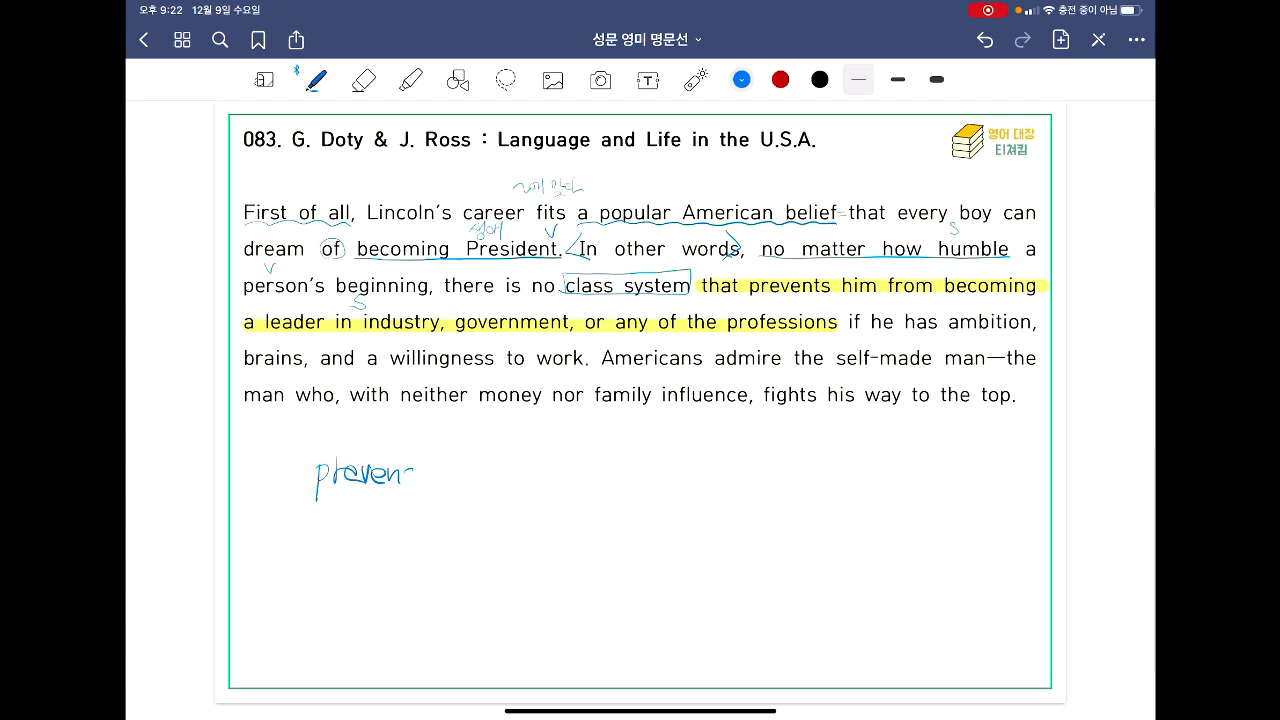 오후 9:22 12월 9일 수요일
충전 중이 아님
성문 영미 명문선
083. G. Doty & J. Ross : Language and Life in the U.S.A.
영어 대장
티쳐킴
~에 맞다
First of all, Lincoln's career fits a popular American belief that every boy can
S
V
dream of becoming President. In other words, no matter how humble a
V
person's beginning, there is no class system that prevents him from becoming
S
a leader in industry, government, or any of the professions if he has ambition,
brains, and a willingness to work. Americans admire the self-made man—the
man who, with neither money nor family influence, fights his way to the top.
preven